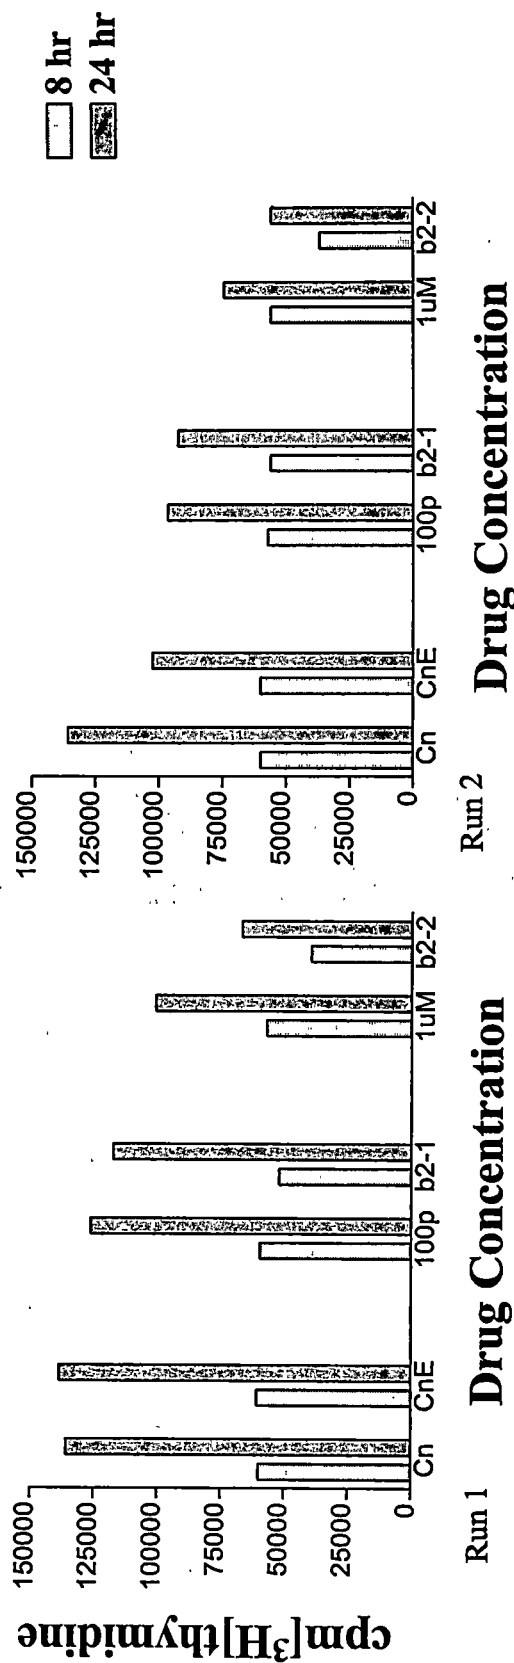 8 hr
24 hr
cpm[³H]thymidine
150000
125000
100000
75000
50000
25000
0
Cn CnE 100p b2-1 1uM b2-2
Run 1
Drug Concentration
150000
125000
100000
75000
50000
25000
0
Cn CnE 100p b2-1 1uM b2-2
Run 2
Drug Concentration